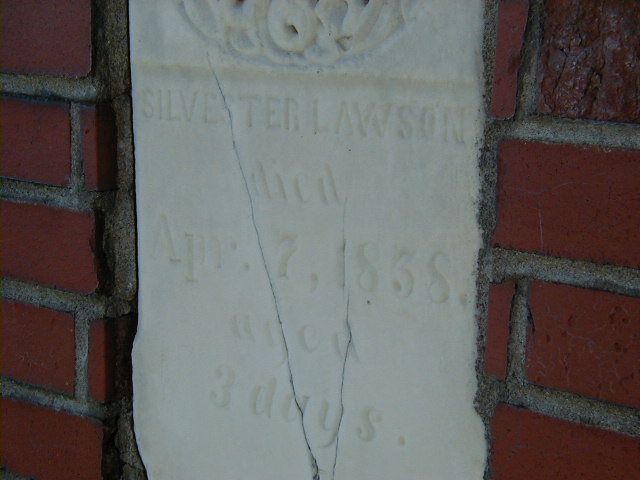 SILVESTER LAWSON
died
Apr. 7, 1858.
aged
3 days.